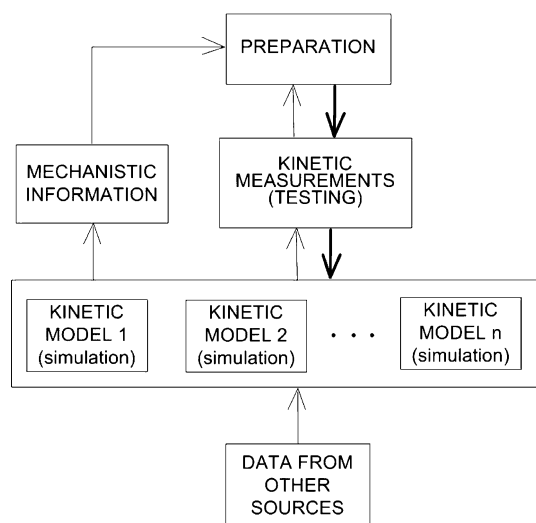 PREPARATION
MECHANISTIC
INFORMATION
KINETIC
MEASUREMENTS
(TESTING)
KINETIC
MODEL 1
(simulation)
KINETIC
MODEL 2
(simulation)
. . .
KINETIC
MODEL n
(simulation)
DATA FROM
OTHER
SOURCES